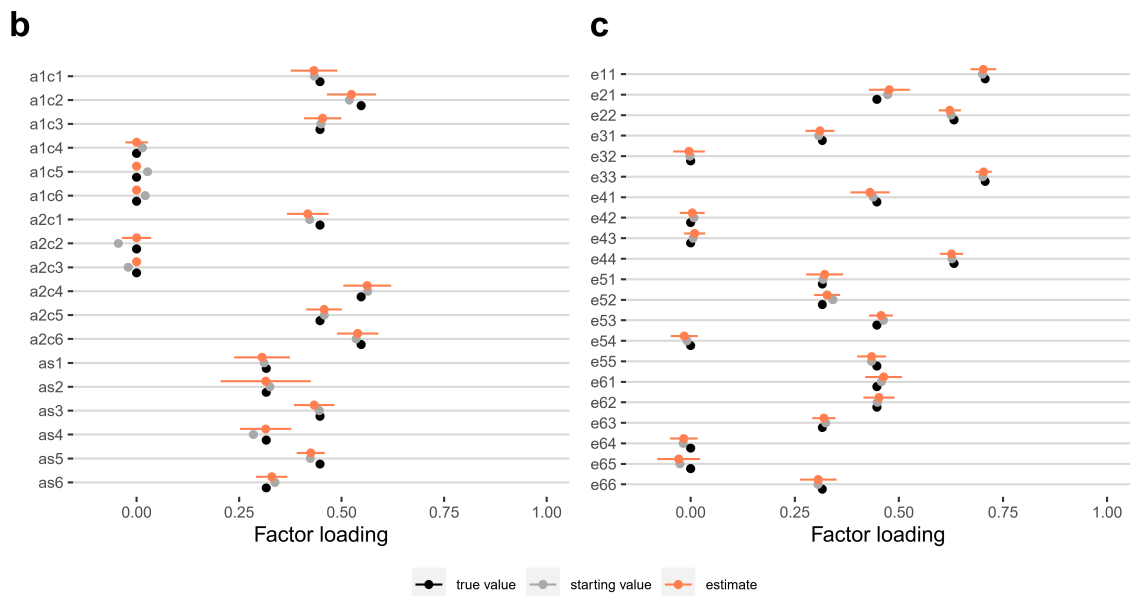 b
a1c1
a1c2
a1c3
a1c4
a1c5
a1c6
a2c1
a2c2
a2c3
a2c4
a2c5
a2c6
as1
as2
as3
as4
as5
as6
0.00 0.25 0.50 0.75 1.00
Factor loading
c
e11
e21
e22
e31
e32
e33
e41
e42
e43
e44
e51
e52
e53
e54
e55
e61
e62
e63
e64
e65
e66
0.00 0.25 0.50 0.75 1.00
Factor loading
true value starting value estimate